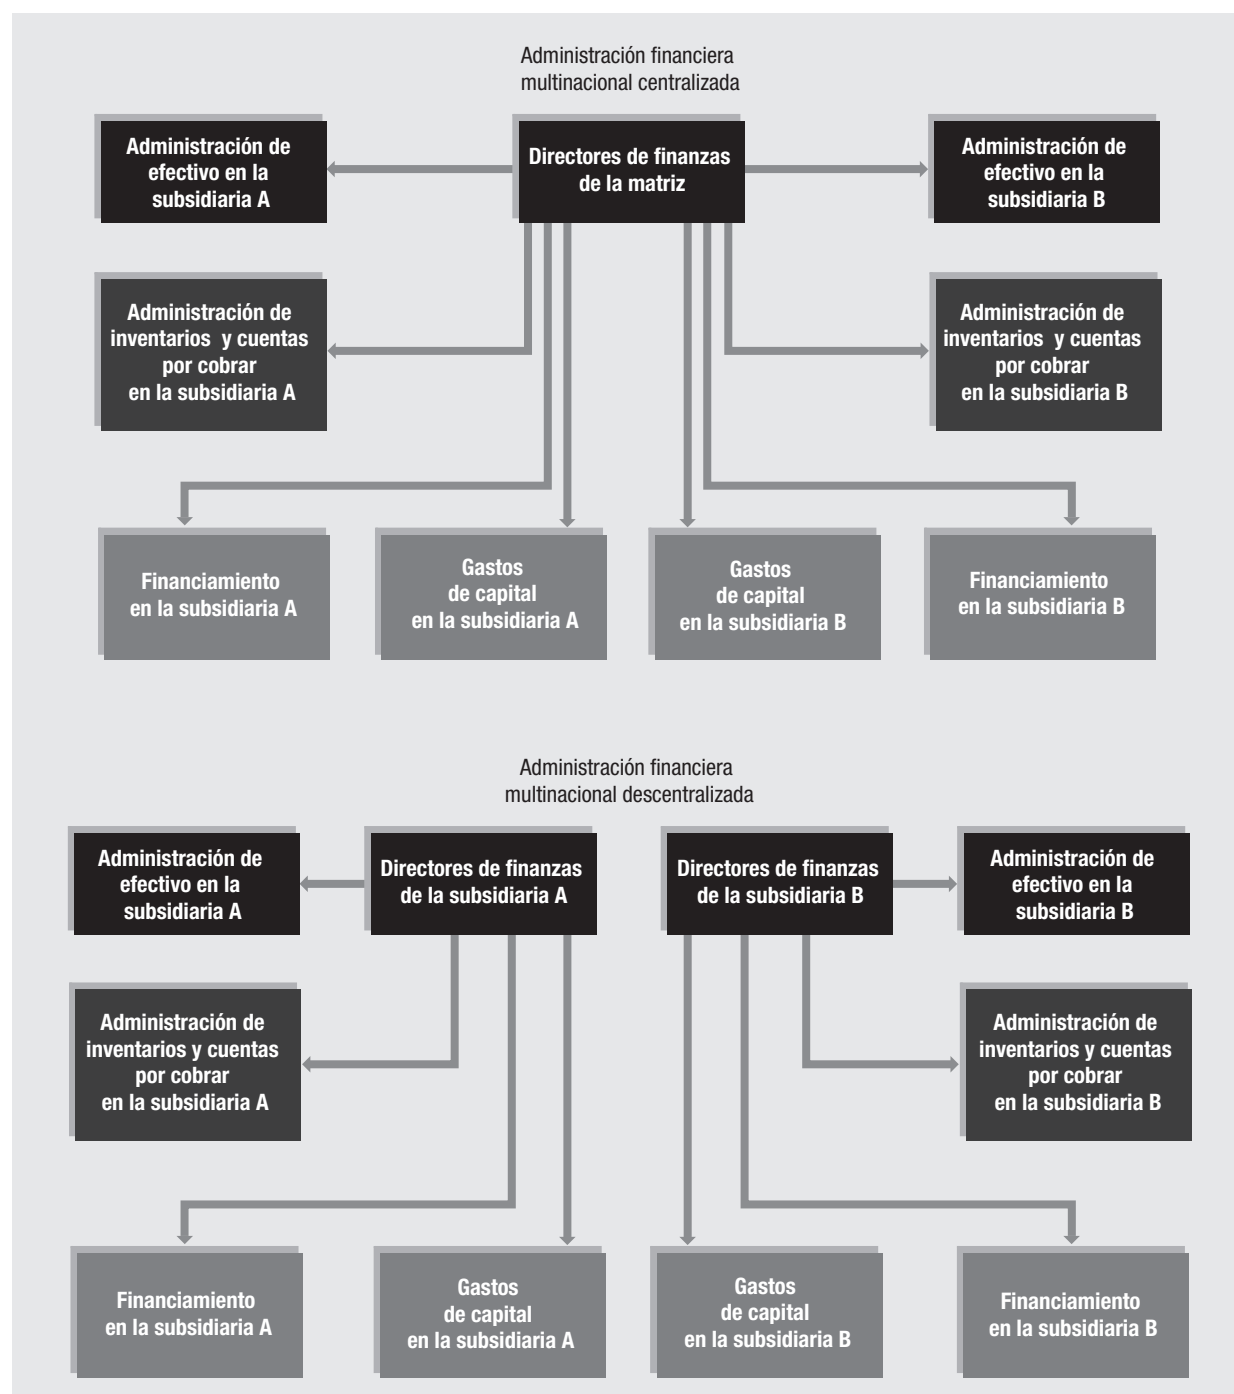 Administración financiera
multinacional centralizada
Administración de
efectivo en la
subsidiaria A
Directores de finanzas
de la matriz
Administración de
efectivo en la
subsidiaria B
Administración de
inventarios y cuentas
por cobrar
en la subsidiaria A
Administración de
inventarios y cuentas
por cobrar
en la subsidiaria B
Financiamiento
en la subsidiaria A
Gastos
de capital
en la subsidiaria A
Gastos
de capital
en la subsidiaria B
Financiamiento
en la subsidiaria B
Administración financiera
multinacional descentralizada
Administración de
efectivo en la
subsidiaria A
Directores de finanzas
de la subsidiaria A
Directores de finanzas
de la subsidiaria B
Administración de
efectivo en la
subsidiaria B
Administración de
inventarios y cuentas
por cobrar
en la subsidiaria A
Administración de
inventarios y cuentas
por cobrar
en la subsidiaria B
Financiamiento
en la subsidiaria A
Gastos
de capital
en la subsidiaria A
Gastos
de capital
en la subsidiaria B
Financiamiento
en la subsidiaria B